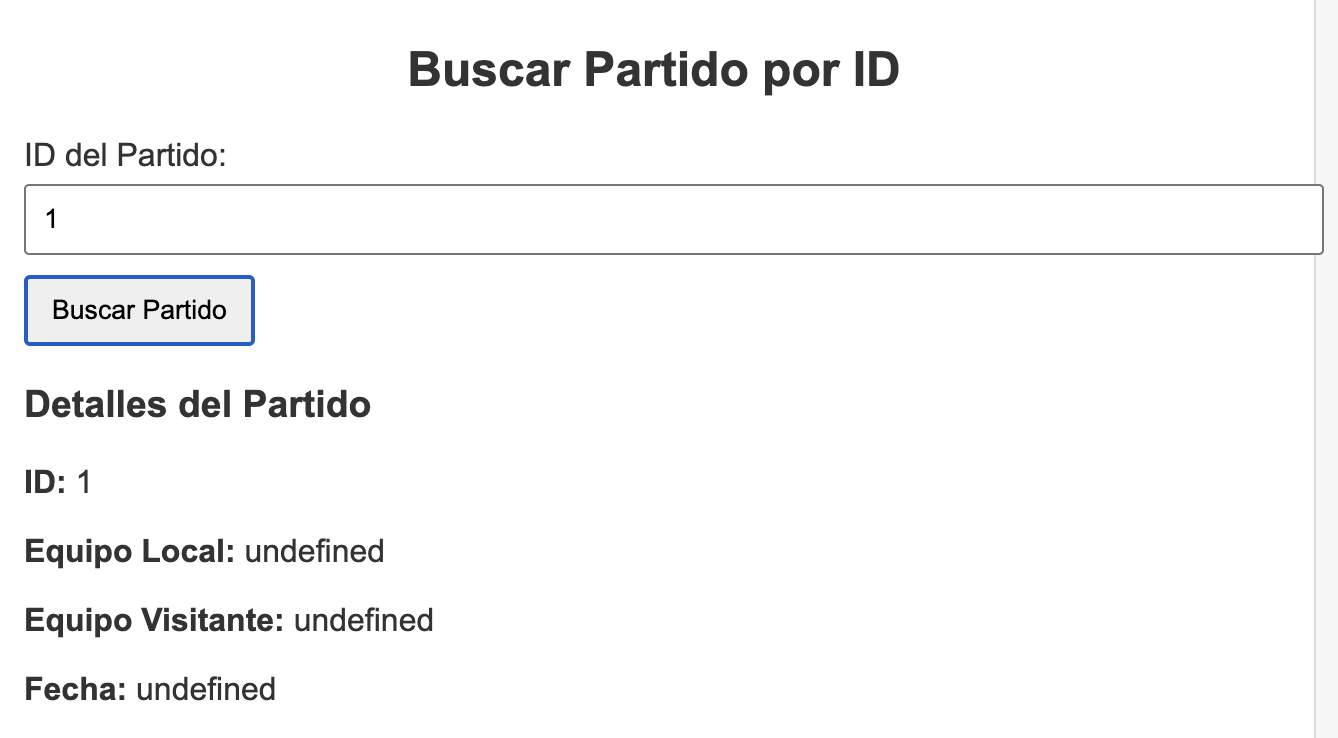 Buscar Partido por ID
ID del Partido:
1
Buscar Partido
Detalles del Partido
ID: 1
Equipo Local: undefined
Equipo Visitante: undefined
Fecha: undefined